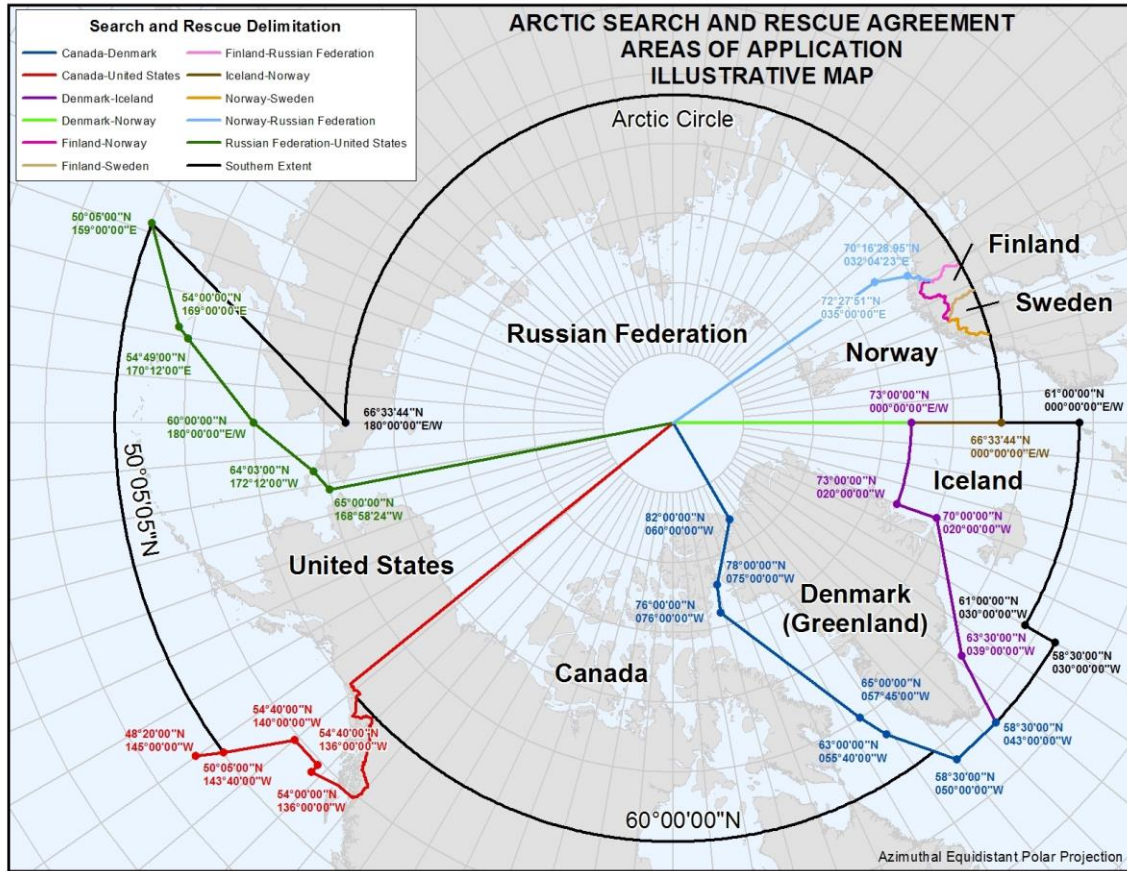 ARCTIC SEARCH AND RESCUE AGREEMENT
AREAS OF APPLICATION
ILLUSTRATIVE MAP
Search and Rescue Delimitation
Canada-Denmark
Canada-United States
Denmark-Iceland
Denmark-Norway
Finland-Norway
Finland-Sweden
Finland-Russian Federation
Iceland-Norway
Norway-Sweden
Norway-Russian Federation
Russian Federation-United States
Southern Extent
Arctic Circle
50°05'00"N
159°00'00"E
54°00'00"N
169°00'00"E
54°49'00"N
170°12'00"E
60°00'00"N
180°00'00"E/W
64°03'00"N
172°12'00"W
65°00'00"N
168°58'24"W
66°33'44"N
180°00'00"E/W
50°05'05"N
Russian Federation
70°16'28.95"N
032°04'23"E
72°27'51"N
035°00'00"E
Finland
Sweden
Norway
73°00'00"N
000°00'00"E/W
61°00'00"N
000°00'00"E/W
66°33'44"N
000°00'00"E/W
Iceland
73°00'00"N
020°00'00"W
70°00'00"N
020°00'00"W
82°00'00"N
060°00'00"W
78°00'00"N
075°00'00"W
76°00'00"N
076°00'00"W
Denmark
(Greenland)
61°00'00"N
030°00'00"W
58°30'00"N
030°00'00"W
63°30'00"N
039°00'00"W
United States
Canada
65°00'00"N
057°45'00"W
63°00'00"N
055°40'00"W
58°30'00"N
043°00'00"W
58°30'00"N
050°00'00"W
54°40'00"N
140°00'00"W
54°40'00"N
136°00'00"W
48°20'00"N
145°00'00"W
50°05'00"N
143°40'00"W
54°00'00"N
136°00'00"W
60°00'00"N
Azimuthal Equidistant Polar Projection